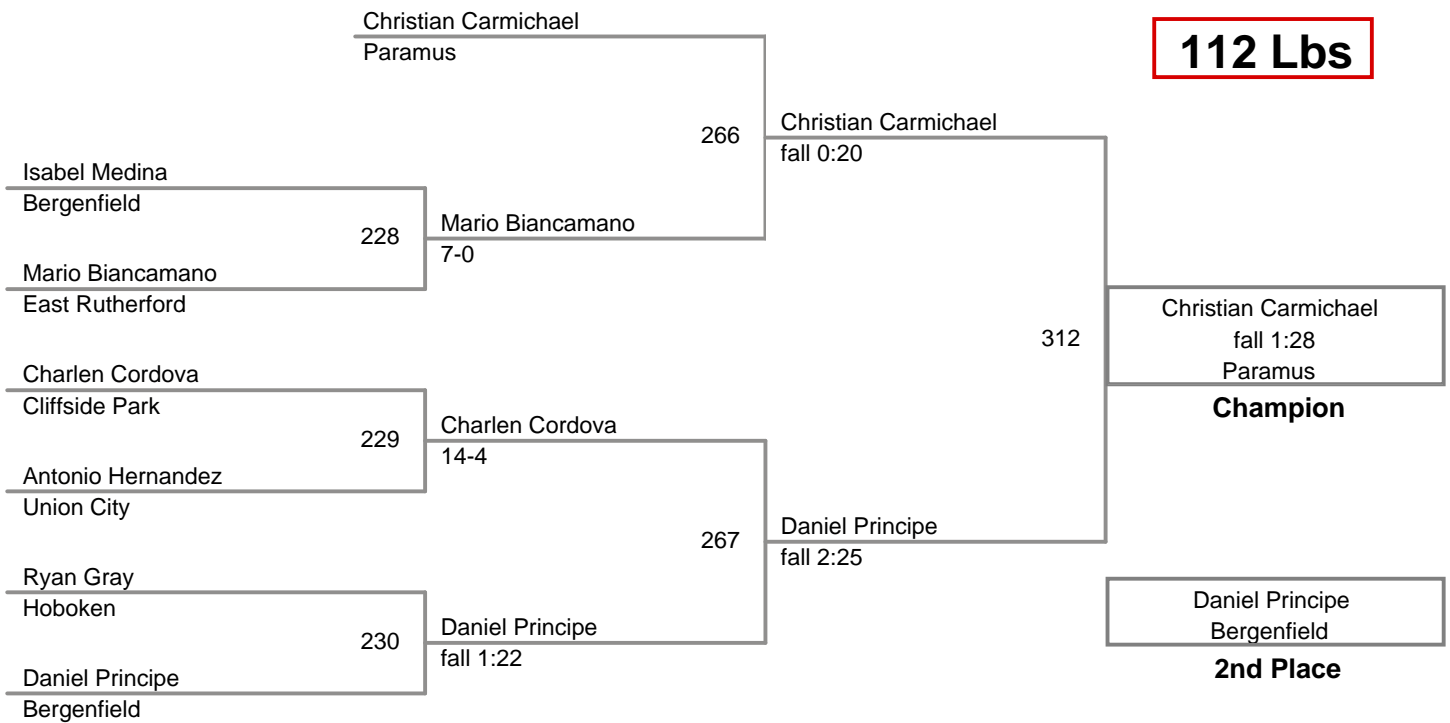 Christian Carmichael
Paramus
112 Lbs
266
Christian Carmichael
fall 0:20
Isabel Medina
Bergenfield
228
Mario Biancamano
7-0
Mario Biancamano
East Rutherford
312
Christian Carmichael
fall 1:28
Paramus
Champion
Charlen Cordova
Cliffside Park
229
Charlen Cordova
14-4
Antonio Hernandez
Union City
267
Daniel Principe
fall 2:25
Ryan Gray
Hoboken
230
Daniel Principe
fall 1:22
Daniel Principe
Bergenfield
2nd Place
Daniel Principe
Bergenfield